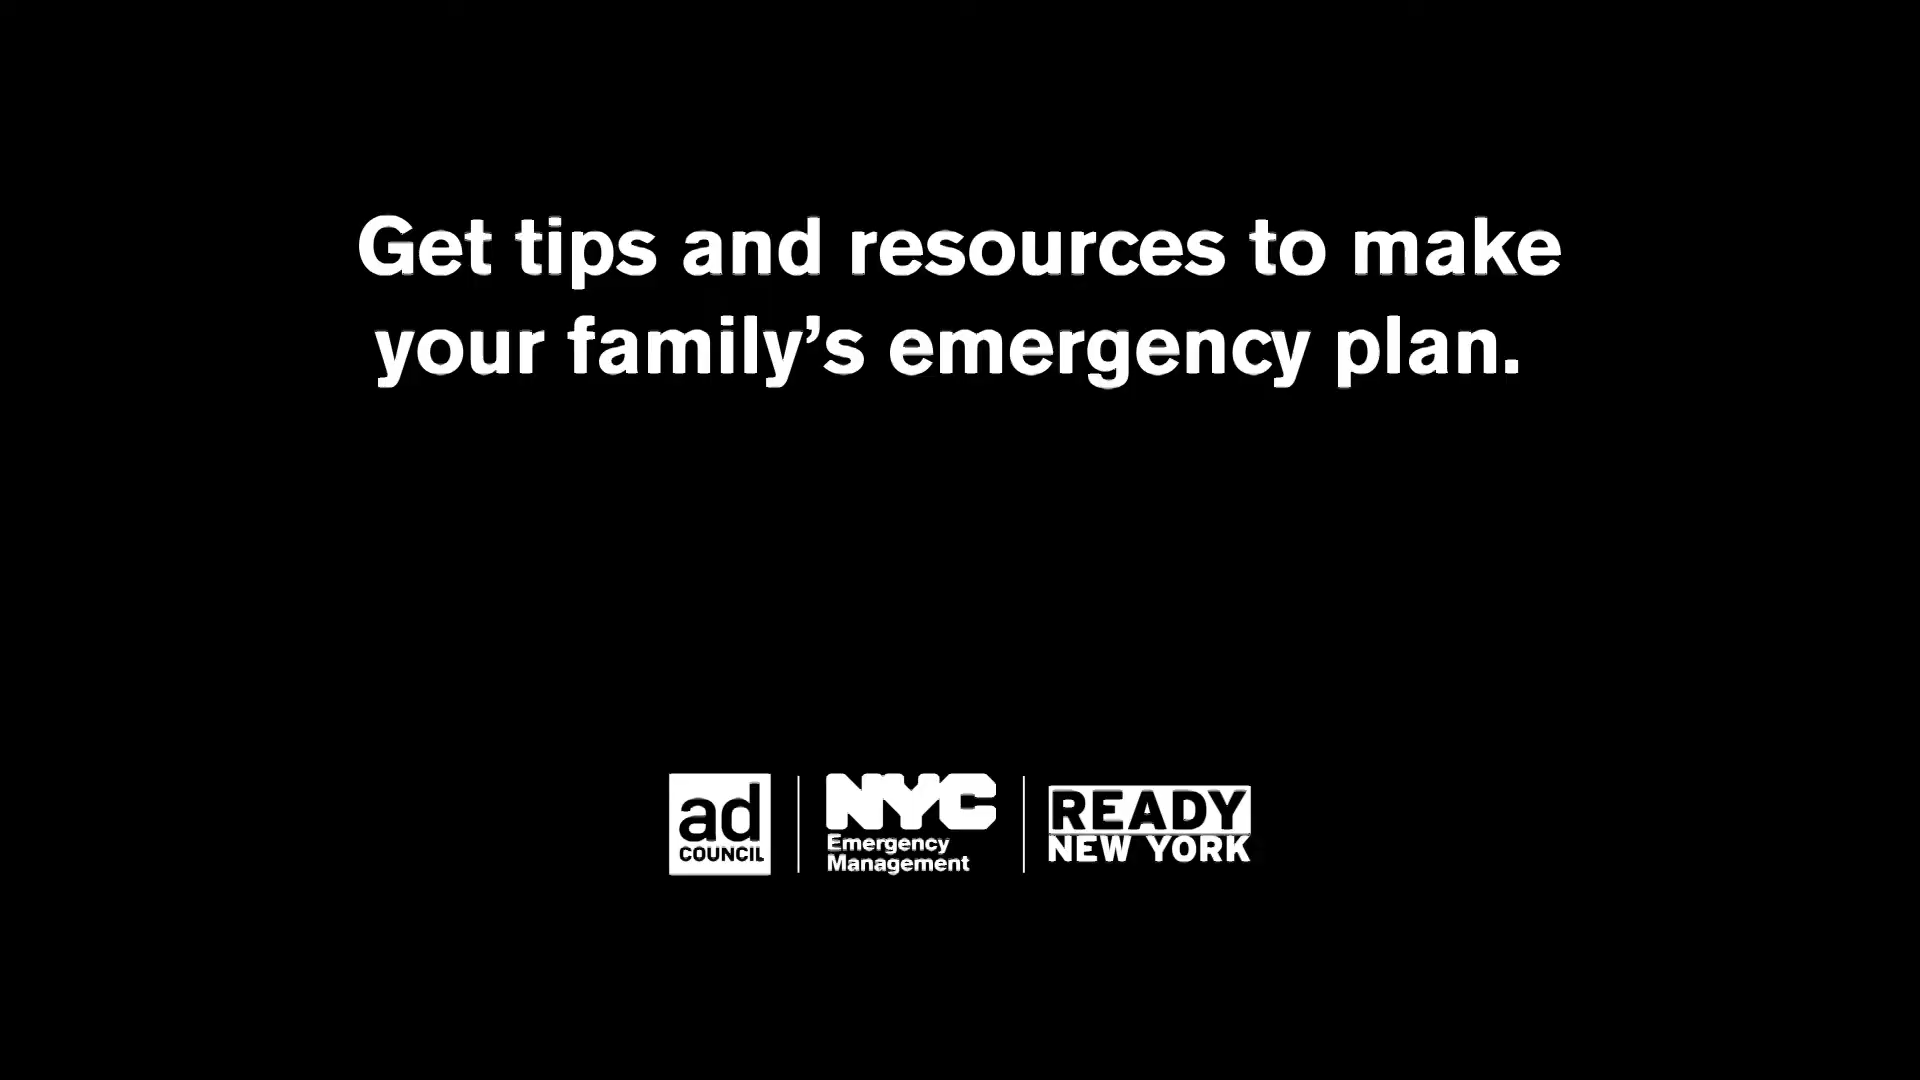 Get tips and resources to make
your family’s emergency plan.
ad
COUNCIL
NYC
Emergency
Management
READY
NEW YORK